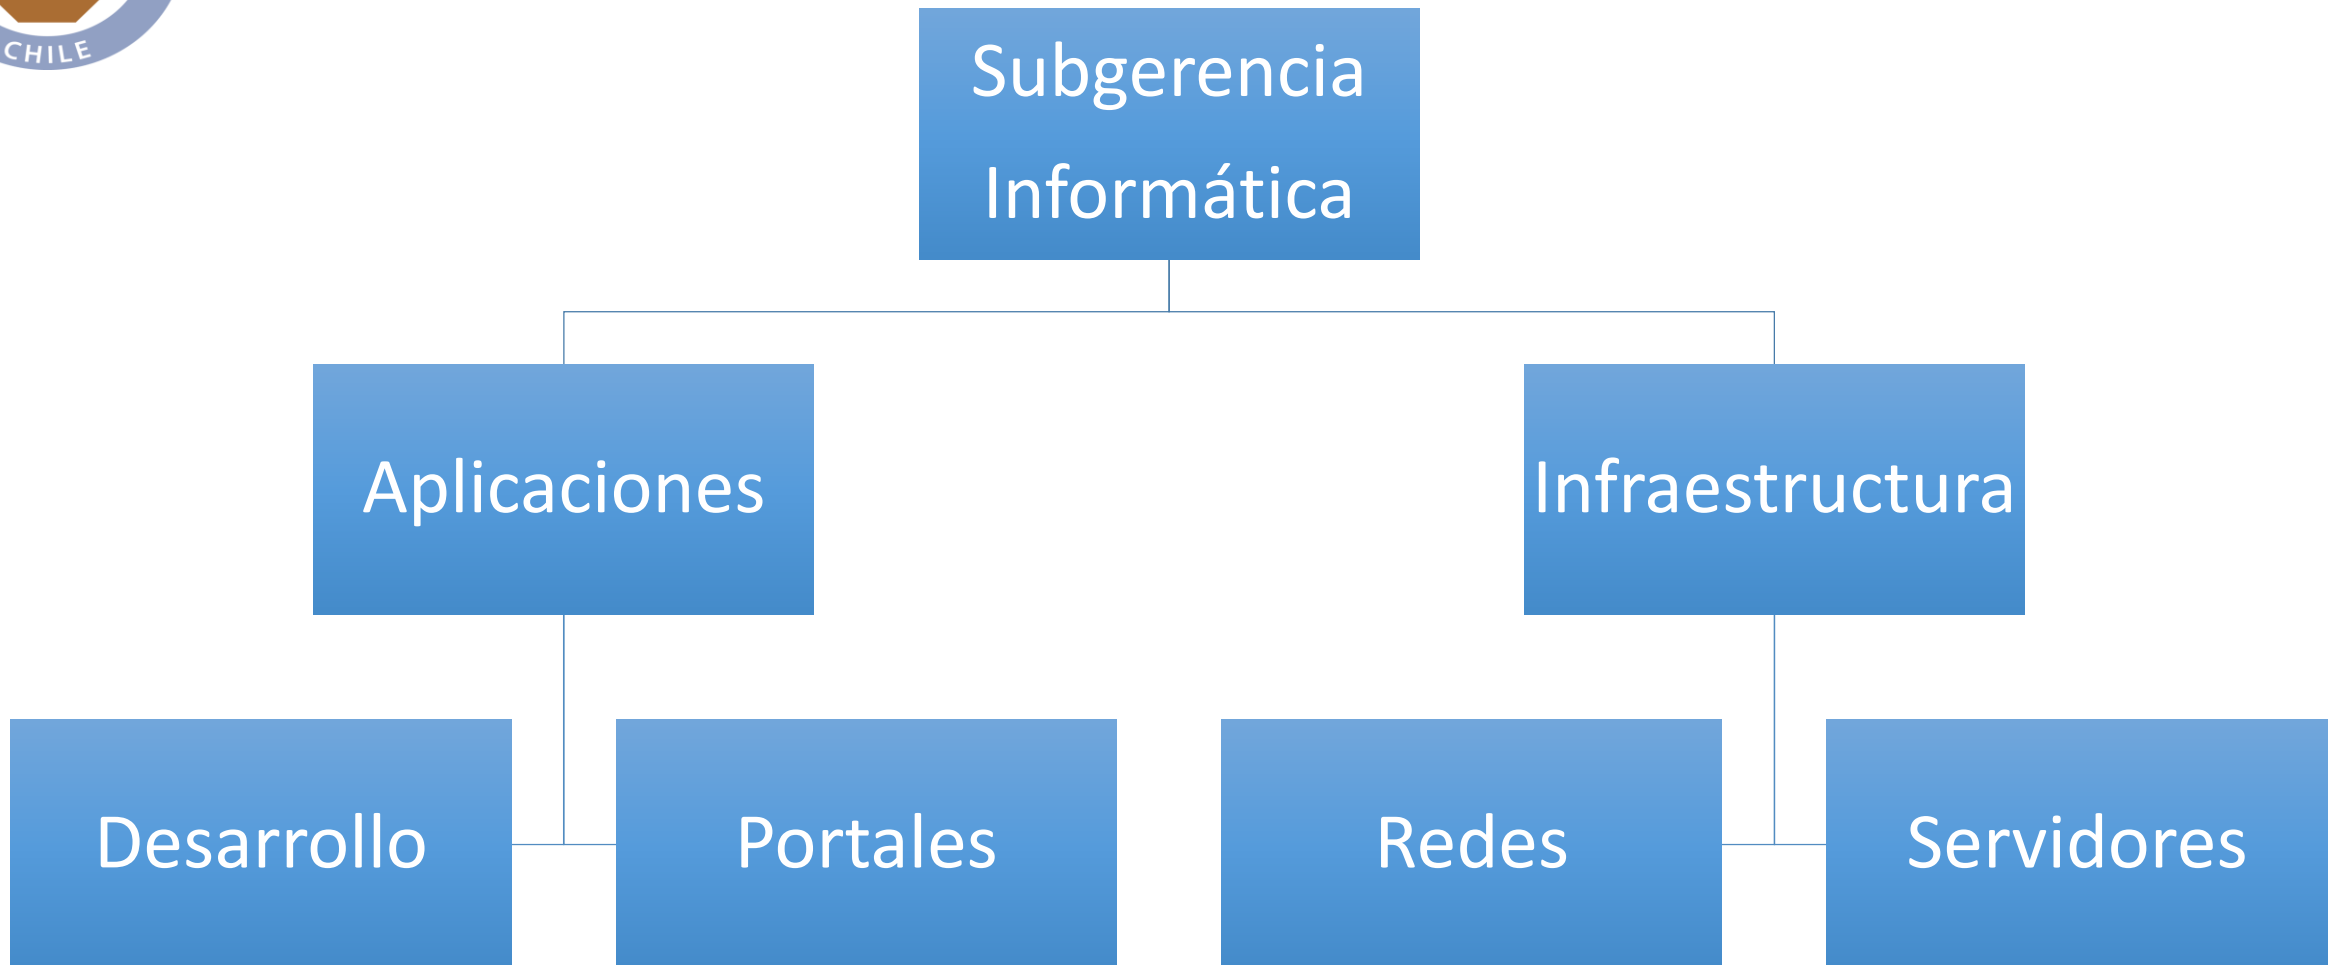 CHILE
Subgerencia
Informática
Aplicaciones
Infraestructura
Desarrollo
Portales
Redes
Servidores